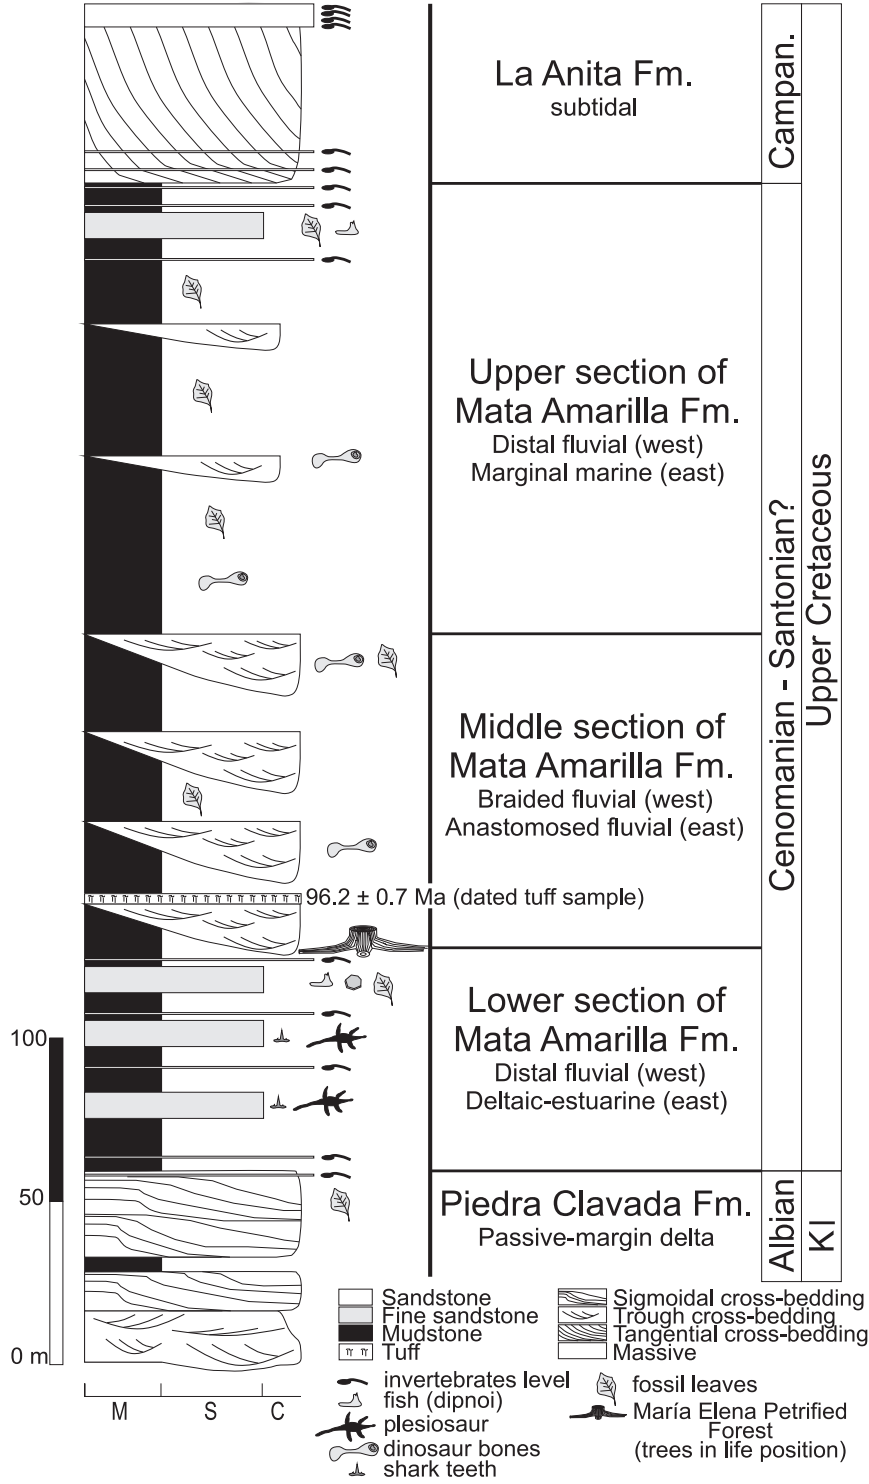 La Anita Fm.
subtidal
Campan.
Upper section of
Mata Amarilla Fm.
Distal fluvial (west)
Marginal marine (east)
Middle section of
Mata Amarilla Fm.
Braided fluvial (west)
Anastomosed fluvial (east)
96.2 ± 0.7 Ma (dated tuff sample)
Lower section of
Mata Amarilla Fm.
Distal fluvial (west)
Deltaic-estuarine (east)
Cenomanian - Santonian?
Upper Cretaceous
Piedra Clavada Fm.
Passive-margin delta
Albian
KI
100
50
0 m
M S C
Sandstone
Fine sandstone
Mudstone
Tuff
Sigmoidal cross-bedding
Trough cross-bedding
Tangential cross-bedding
Massive
invertebrates level
fish (dipnoi)
plesiosaur
dinosaur bones
shark teeth
fossil leaves
María Elena Petrified
Forest
(trees in life position)